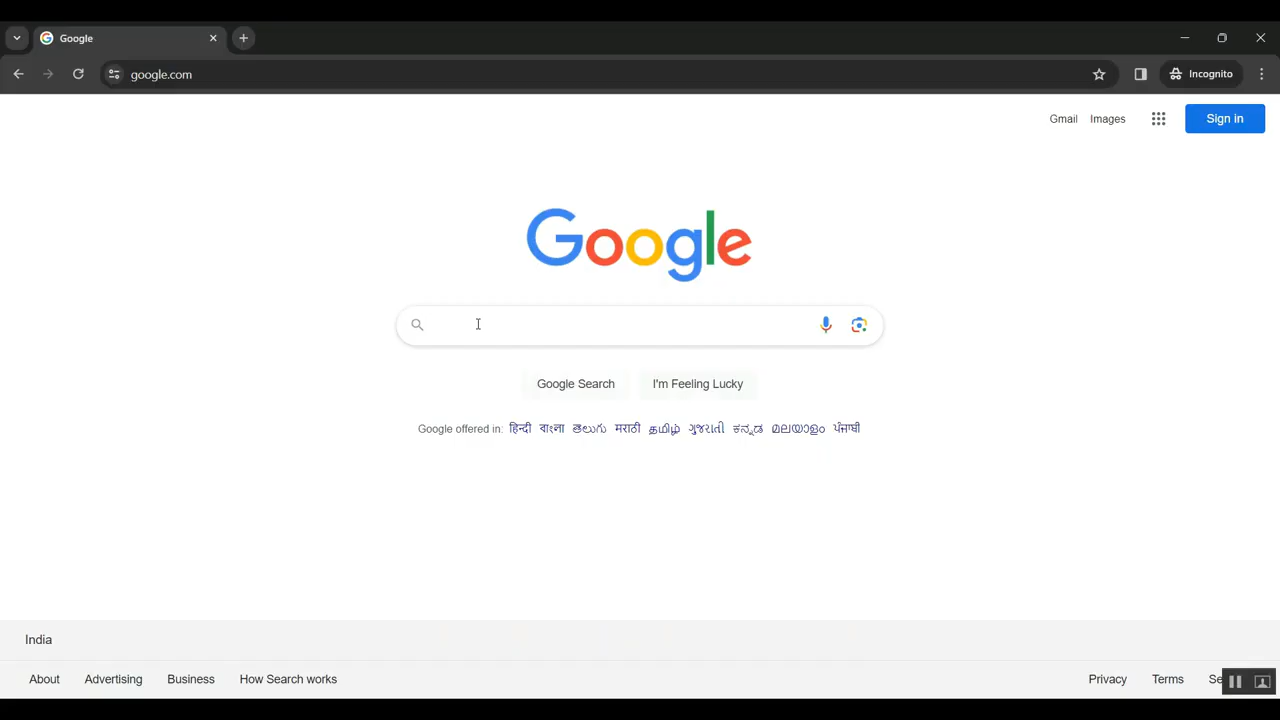 Google
google.com
Incognito
Gmail Images Sign in
Google
Google Search I'm Feeling Lucky
Google offered in: हिन्दी বাংলা తెలుగు मराठी தமிழ் ગુજરાતી ಕನ್ನಡ മലയാളം ਪੰਜਾਬੀ
India
About Advertising Business How Search works Privacy Terms Se